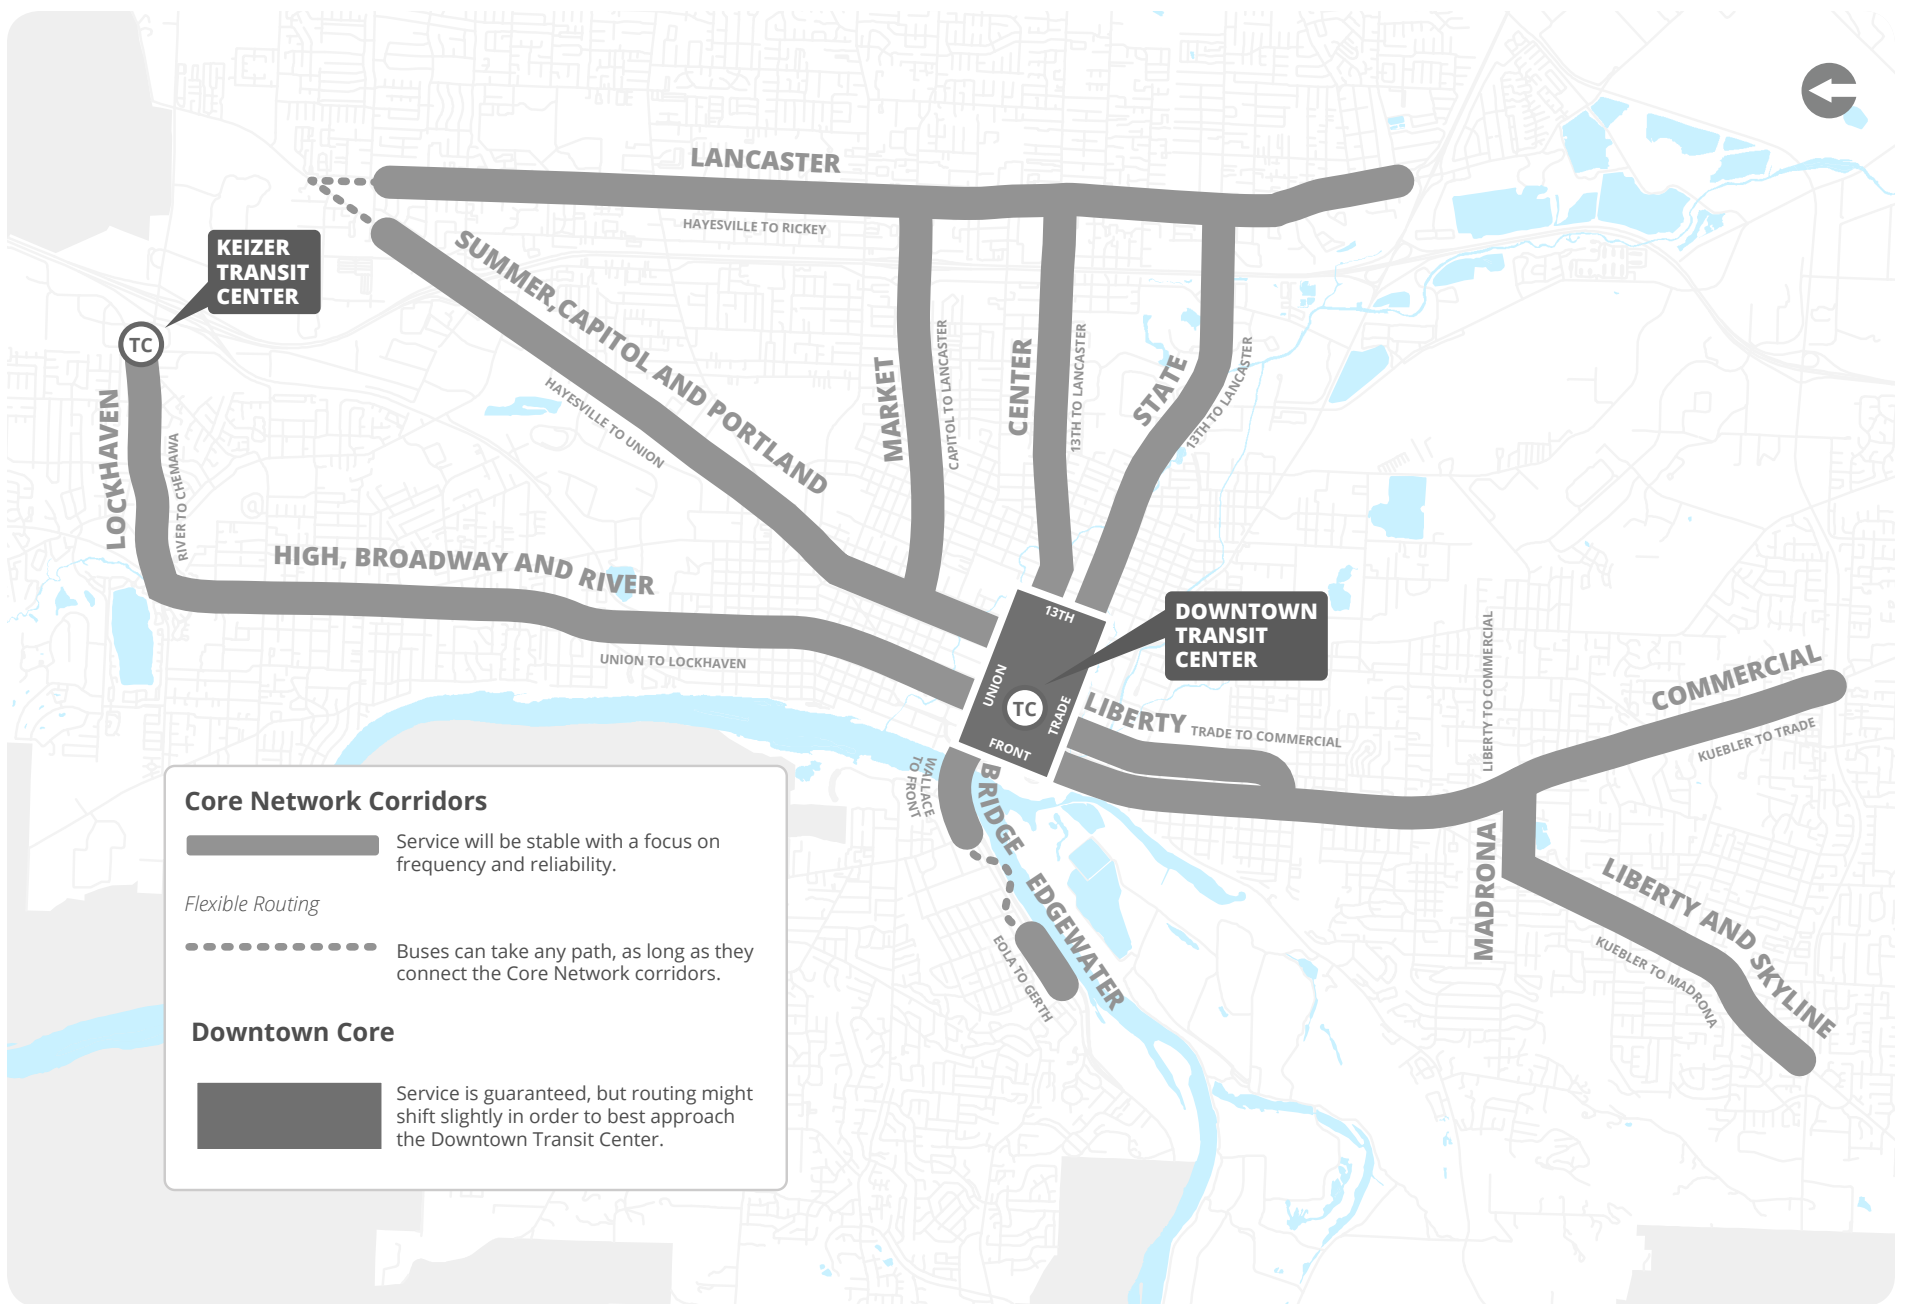 LANCASTER
HAYESVILLE TO RICKEY
KEIZER
TRANSIT
CENTER
TC
SUMMER, CAPITOL AND PORTLAND
HAYESVILLE TO UNION
MARKET
CAPITOL TO LANCASTER
CENTER
13TH TO LANCASTER
STATE
13TH TO LANCASTER
LOCKHAVEN
RIVER TO CHEMAWA
HIGH, BROADWAY AND RIVER
UNION TO LOCKHAVEN
13TH
UNION
TC
TRADE
FRONT
DOWNTOWN
TRANSIT
CENTER
LIBERTY
TRADE TO COMMERCIAL
LIBERTY TO COMMERCIAL
MADRONA
COMMERCIAL
KUEBLER TO TRADE
LIBERTY AND SKYLINE
KUEBLER TO MADRONA
WALLACE
TO FRONT
BRIDGE
EDGEWATER
EOLA TO GERTH
Core Network Corridors
Service will be stable with a focus on
frequency and reliability.
Flexible Routing
Buses can take any path, as long as they
connect the Core Network corridors.
Downtown Core
Service is guaranteed, but routing might
shift slightly in order to best approach
the Downtown Transit Center.